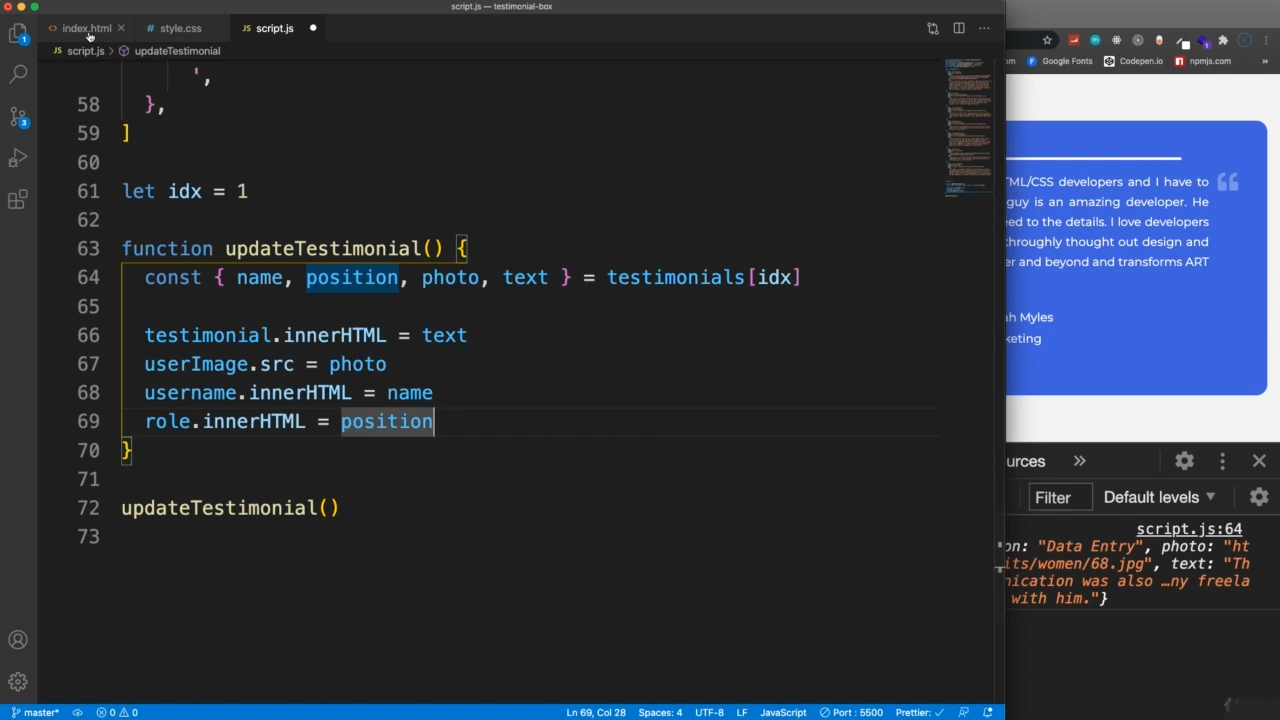 script.js — testimonial-box
index.html
style.css
JS script.js
JS script.js > updateTestimonial
',
58 },
59 ]
60
61 let idx = 1
62
63 function updateTestimonial() {
64 const { name, position, photo, text } = testimonials[idx]
65
66 testimonial.innerHTML = text
67 userImage.src = photo
68 username.innerHTML = name
69 role.innerHTML = position
70 }
71
72 updateTestimonial()
73
1
3
master*
0 0
Ln 69, Col 28
Spaces: 4
UTF-8
LF
JavaScript
Port : 5500
Prettier: ✓
om
Google Fonts
Codepen.io
npmjs.com
»
TML/CSS developers and I have to
guy is an amazing developer. He
ed to the details. I love developers
throughly thought out design and
er and beyond and transforms ART
ah Myles
keting
urces »
Filter
Default levels ▼
script.js:64
on: "Data Entry", photo: "ht
its/women/68.jpg", text: "Th
nication was also …ny freela
with him."}